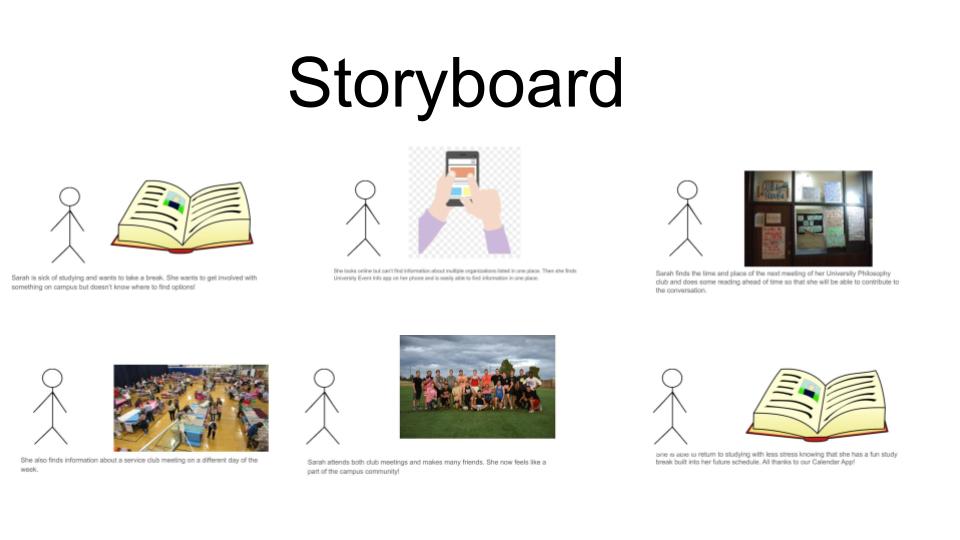 Storyboard
Sarah is sick of studying and wants to take a break. She wants to get involved with
something on campus but doesn't know where to find options!
She looks online but can't find information about multiple organizations listed in one place. Then she finds
University Event Info app on her phone and is easily able to find information in one place.
Sarah finds the time and place of the next meeting of her University Philosophy
club and does some reading ahead of time so that she will be able to contribute to
the conversation.
She also finds information about a service club meeting on a different day of the
week.
Sarah attends both club meetings and makes many friends. She now feels like a
part of the campus community!
She is able to return to studying with less stress knowing that she has a fun study
break built into her future schedule. All thanks to our Calender App!